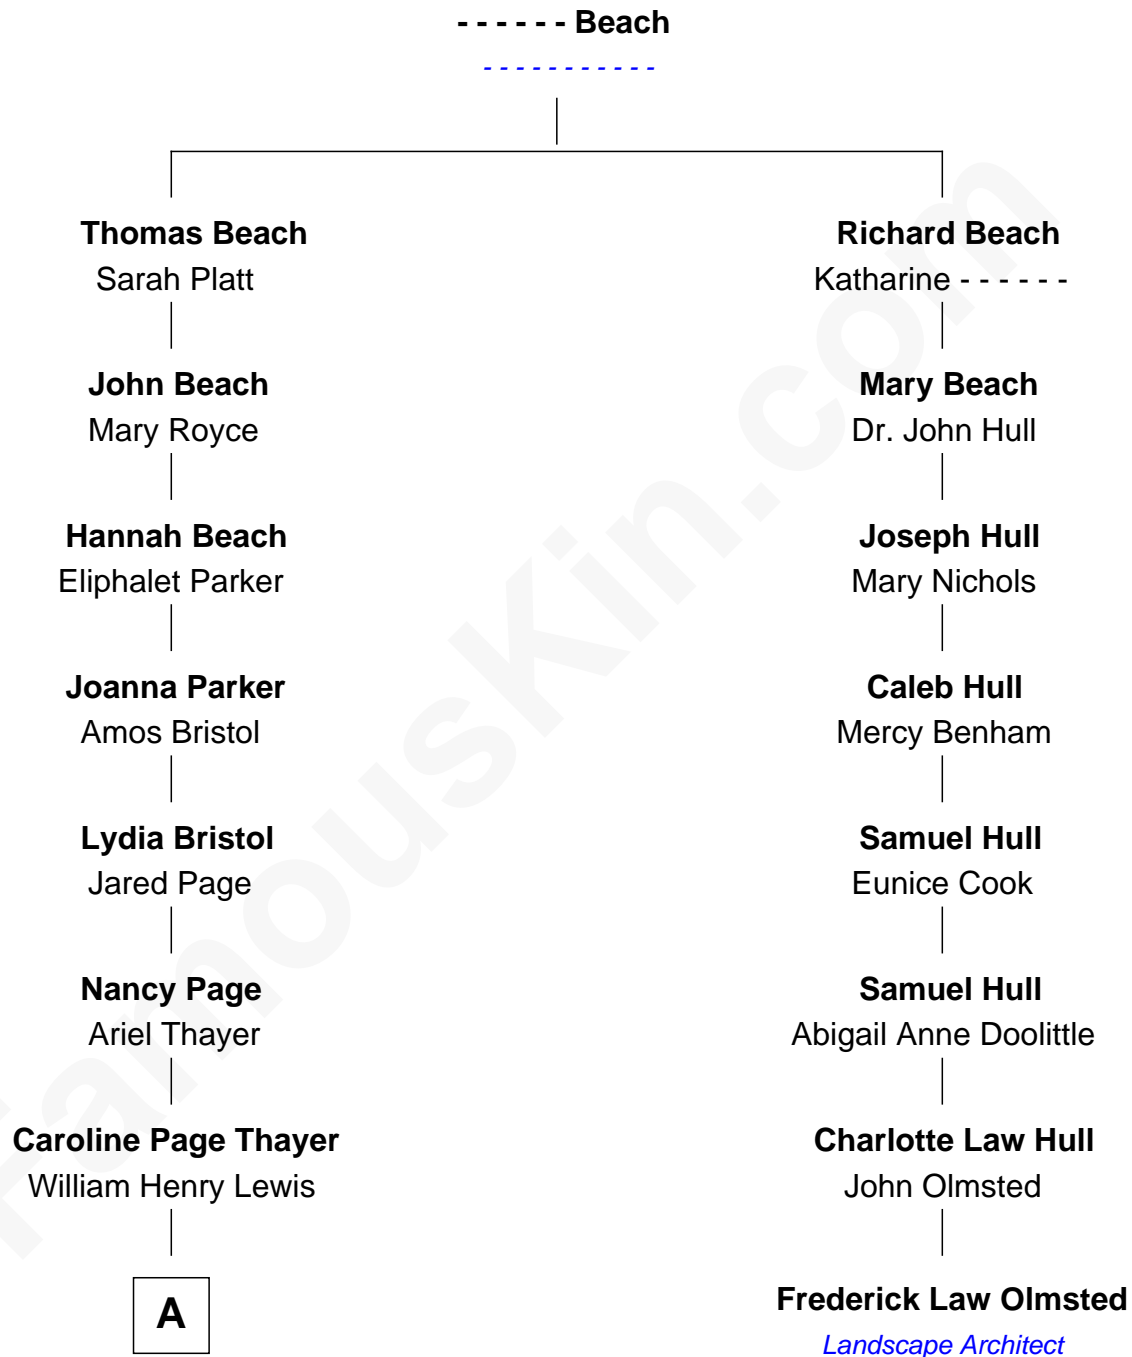 - - - - - - Beach
- - - - - - - - - - -
Thomas Beach
Sarah Platt
Richard Beach
Katharine - - - - - -
John Beach
Mary Royce
Mary Beach
Dr. John Hull
Hannah Beach
Eliphalet Parker
Joseph Hull
Mary Nichols
Joanna Parker
Amos Bristol
Caleb Hull
Mercy Benham
Lydia Bristol
Jared Page
Samuel Hull
Eunice Cook
Nancy Page
Ariel Thayer
Samuel Hull
Abigail Anne Doolittle
Caroline Page Thayer
William Henry Lewis
Charlotte Law Hull
John Olmsted
A
Frederick Law Olmsted
Landscape Architect
FamousKin.com